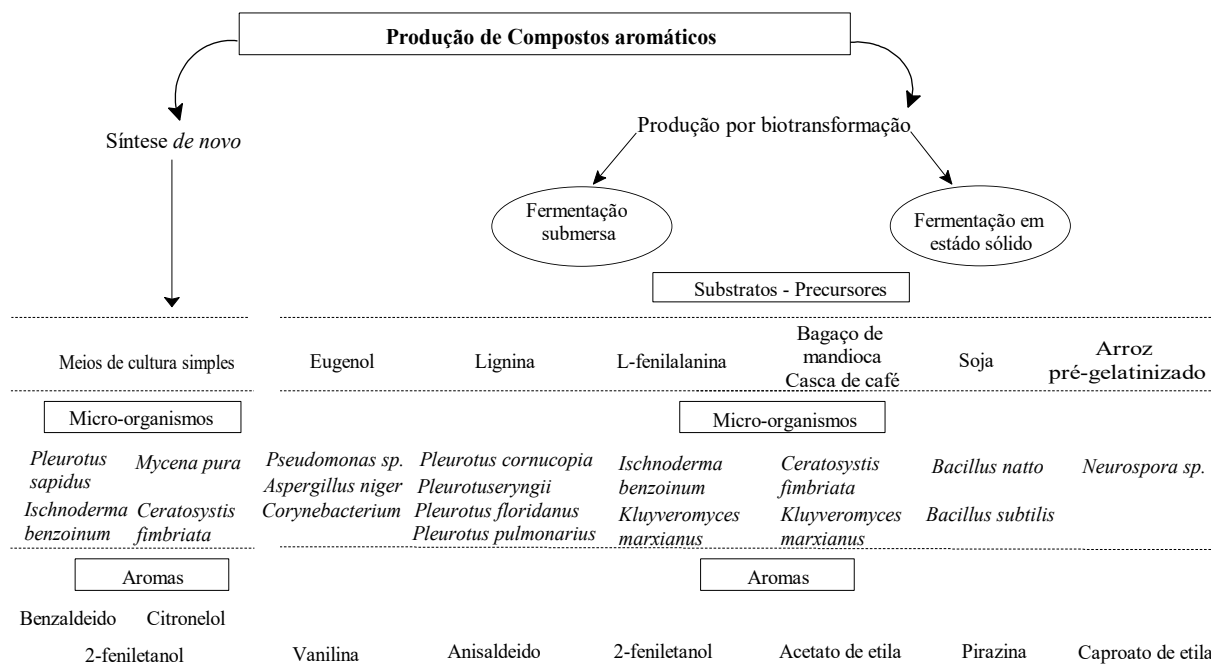 Produção de Compostos aromáticos
Síntese de novo
Produção por biotransformação
Fermentação
submersa
Fermentação em
estádo sólido
Substratos - Precursores
Meios de cultura simples
Eugenol
Lignina
L-fenilalanina
Bagaço de
mandioca
Casca de café
Soja
Arroz
pré-gelatinizado
Micro-organismos
Pleurotus
sapidus
Mycena pura
Ischnoderma
benzoinum
Ceratosystis
fimbriata
Micro-organismos
Pseudomonas sp.
Aspergillus niger
Corynebacterium
Pleurotus cornucopia
Pleurotuseryngii
Pleurotus floridanus
Pleurotus pulmonarius
Ischnoderma
benzoinum
Kluyveromyces
marxianus
Ceratosystis
fimbriata
Kluyveromyces
marxianus
Bacillus natto
Bacillus subtilis
Neurospora sp.
Aromas
Benzaldeido
Citronelol
2-feniletanol
Aromas
Vanilina
Anisaldeido
2-feniletanol
Acetato de etila
Pirazina
Caproato de etila